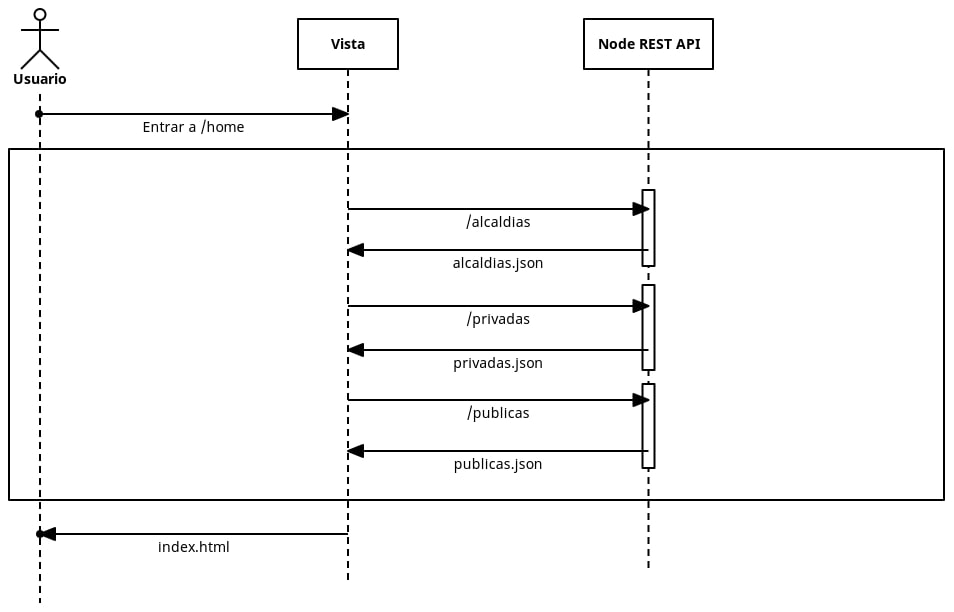 Usuario
Vista
Node REST API
Entrar a /home
/alcaldias
alcaldias.json
/privadas
privadas.json
/publicas
publicas.json
index.html